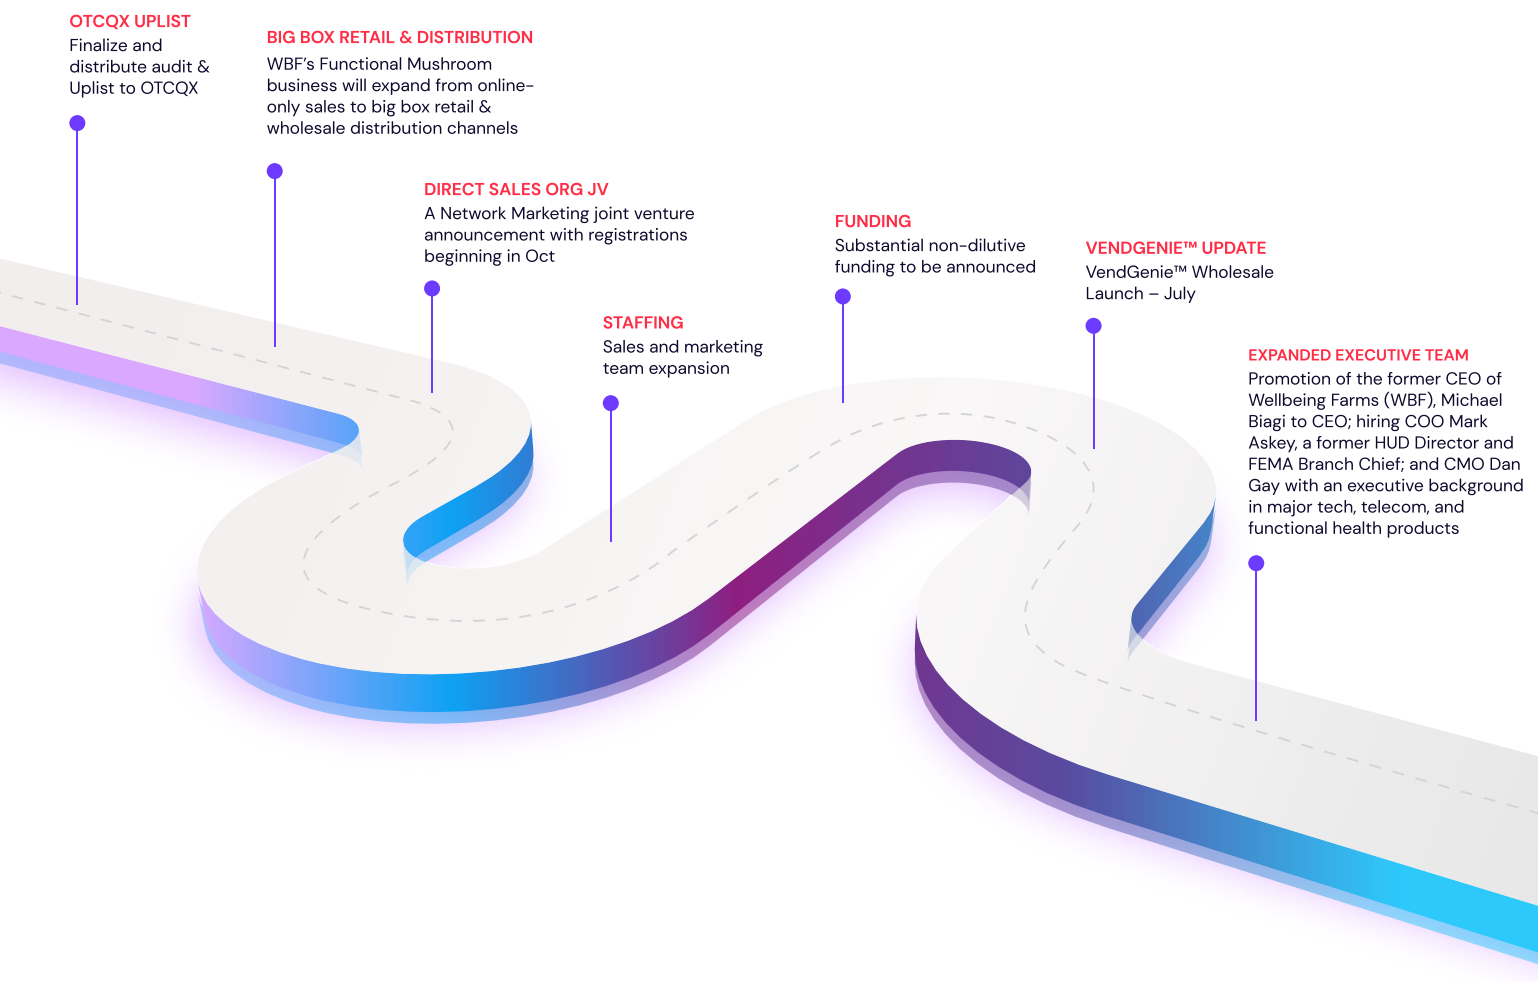 OTCQX UPLIST
Finalize and
distribute audit &
Uplist to OTCQX
BIG BOX RETAIL & DISTRIBUTION
WBF’s Functional Mushroom
business will expand from online-
only sales to big box retail &
wholesale distribution channels
DIRECT SALES ORG JV
A Network Marketing joint venture
announcement with registrations
beginning in Oct
STAFFING
Sales and marketing
team expansion
FUNDING
Substantial non-dilutive
funding to be announced
VENDGENIE™ UPDATE
VendGenie™ Wholesale
Launch – July
EXPANDED EXECUTIVE TEAM
Promotion of the former CEO of
Wellbeing Farms (WBF), Michael
Biagi to CEO; hiring COO Mark
Askey, a former HUD Director and
FEMA Branch Chief; and CMO Dan
Gay with an executive background
in major tech, telecom, and
functional health products